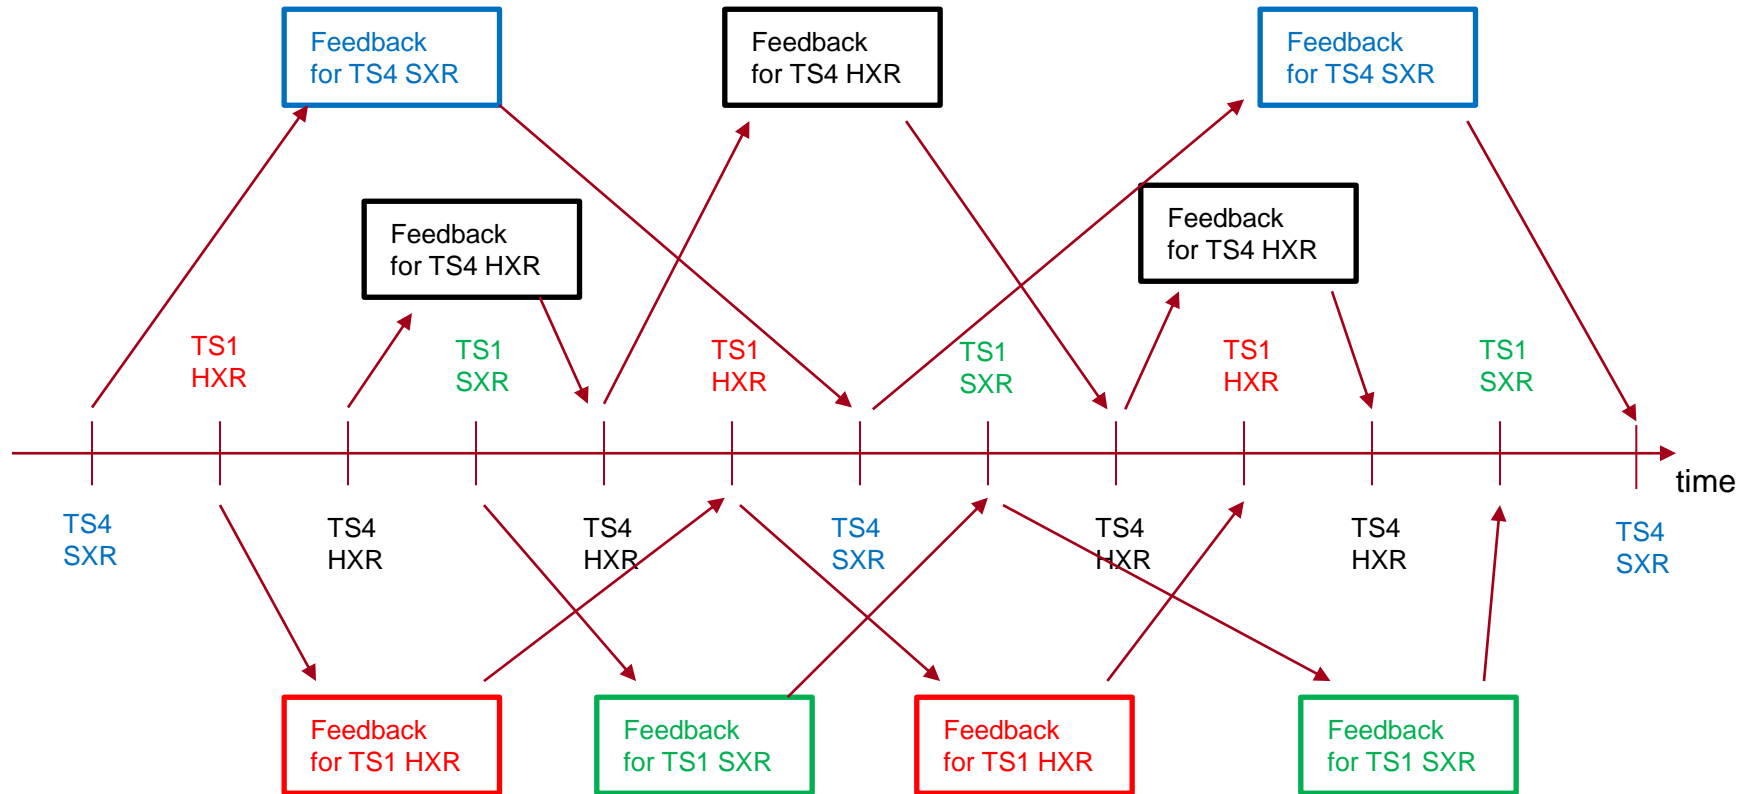 Feedback
for TS4 SXR
Feedback
for TS4 HXR
Feedback
for TS4 SXR
Feedback
for TS4 HXR
Feedback
for TS4 HXR
TS1
HXR
TS1
SXR
TS1
HXR
TS1
SXR
TS1
HXR
TS1
SXR
time
TS4
SXR
TS4
HXR
TS4
HXR
TS4
SXR
TS4
HXR
TS4
HXR
TS4
SXR
Feedback
for TS1 HXR
Feedback
for TS1 SXR
Feedback
for TS1 HXR
Feedback
for TS1 SXR